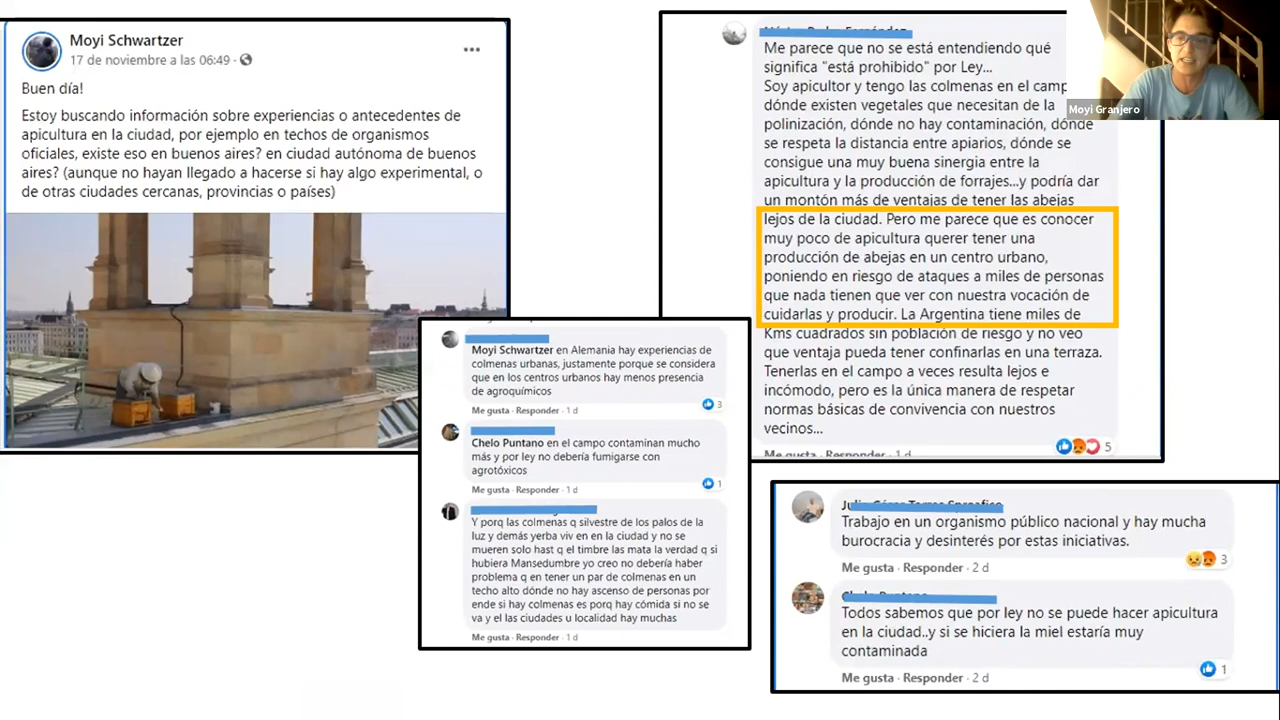 Moyi Schwartzer
17 de noviembre a las 06:49 ·
Buen día!
Estoy buscando información sobre experiencias o antecedentes de
apicultura en la ciudad, por ejemplo en techos de organismos
oficiales, existe eso en buenos aires? en ciudad autónoma de buenos
aires? (aunque no hayan llegado a hacerse si hay algo experimental, o
de otras ciudades cercanas, provincias o países)
Me parece que no se está entendiendo qué
significa "está prohibido" por Ley...
Soy apicultor y tengo las colmenas en el camp
dónde existen vegetales que necesitan de la
polinización, dónde no hay contaminación, dónde
se respeta la distancia entre apiarios, dónde se
consigue una muy buena sinergia entre la
apicultura y la producción de forrajes...y podría dar
un montón más de ventajas de tener las abejas
lejos de la ciudad. Pero me parece que es conocer
muy poco de apicultura querer tener una
producción de abejas en un centro urbano,
poniendo en riesgo de ataques a miles de personas
que nada tienen que ver con nuestra vocación de
cuidarlas y producir. La Argentina tiene miles de
Kms cuadrados sin población de riesgo y no veo
que ventaja pueda tener confinarlas en una terraza.
Tenerlas en el campo a veces resulta lejos e
incómodo, pero es la única manera de respetar
normas básicas de convivencia con nuestros
vecinos...
5
Me gusta · Responder · 1 d
Moyi Granjero
Moyi Schwartzer en Alemania hay experiencias de
colmenas urbanas, justamente porque se considera
que en los centros urbanos hay menos presencia
de agroquímicos
3
Me gusta · Responder · 1 d
Chelo Puntano en el campo contaminan mucho
más y por ley no debería fumigarse con
agrotóxicos
1
Me gusta · Responder · 1 d
Y porq las colmenas q silvestre de los palos de la
luz y demás yerba viv en en la ciudad y no se
mueren solo hast q el timbre las mata la verdad q si
hubiera Mansedumbre yo creo no debería haber
problema q en tener un par de colmenas en un
techo alto dónde no hay ascenso de personas por
ende si hay colmenas es porq hay cómida si no se
va y el las ciudades u localidad hay muchas
Me gusta · Responder · 1 d
Trabajo en un organismo público nacional y hay mucha
burocracia y desinterés por estas iniciativas.
3
Me gusta · Responder · 2 d
Todos sabemos que por ley no se puede hacer apicultura
en la ciudad..y si se hiciera la miel estaría muy
contaminada
1
Me gusta · Responder · 2 d